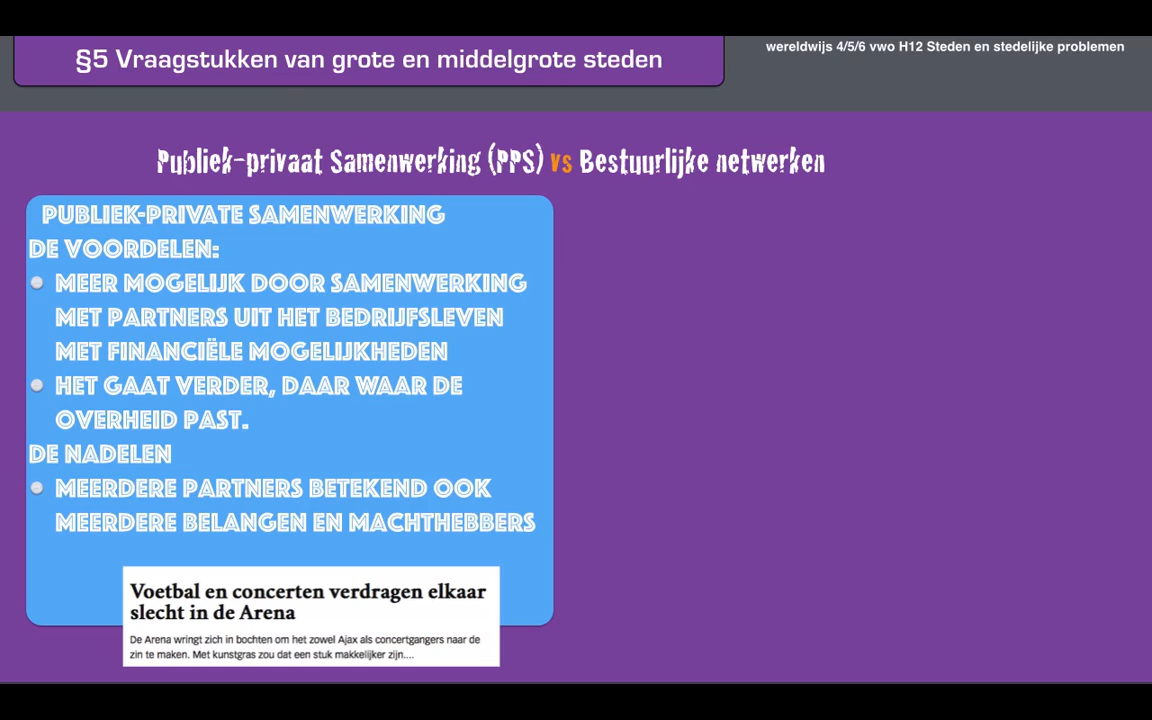 §5 Vraagstukken van grote en middelgrote steden
wereldwijs 4/5/6 vwo H12 Steden en stedelijke problemen
Publiek-privaat Samenwerking (PPS) vs Bestuurlijke netwerken
PUBLIEK-PRIVATE SAMENWERKING
DE VOORDELEN:
MEER MOGELIJK DOOR SAMENWERKING
MET PARTNERS UIT HET BEDRIJFSLEVEN
MET FINANCIËLE MOGELIJKHEDEN
HET GAAT VERDER, DAAR WAAR DE
OVERHEID PAST.
DE NADELEN
MEERDERE PARTNERS BETEKEND OOK
MEERDERE BELANGEN EN MACHTHEBBERS
Voetbal en concerten verdragen elkaar
slecht in de Arena
De Arena wringt zich in bochten om het zowel Ajax als concertgangers naar de
zin te maken. Met kunstgras zou dat een stuk makkelijker zijn....